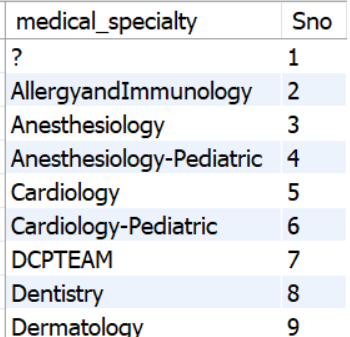 medical_specialty Sno
? 1
AllergyandImmunology 2
Anesthesiology 3
Anesthesiology-Pediatric 4
Cardiology 5
Cardiology-Pediatric 6
DCPTEAM 7
Dentistry 8
Dermatology 9